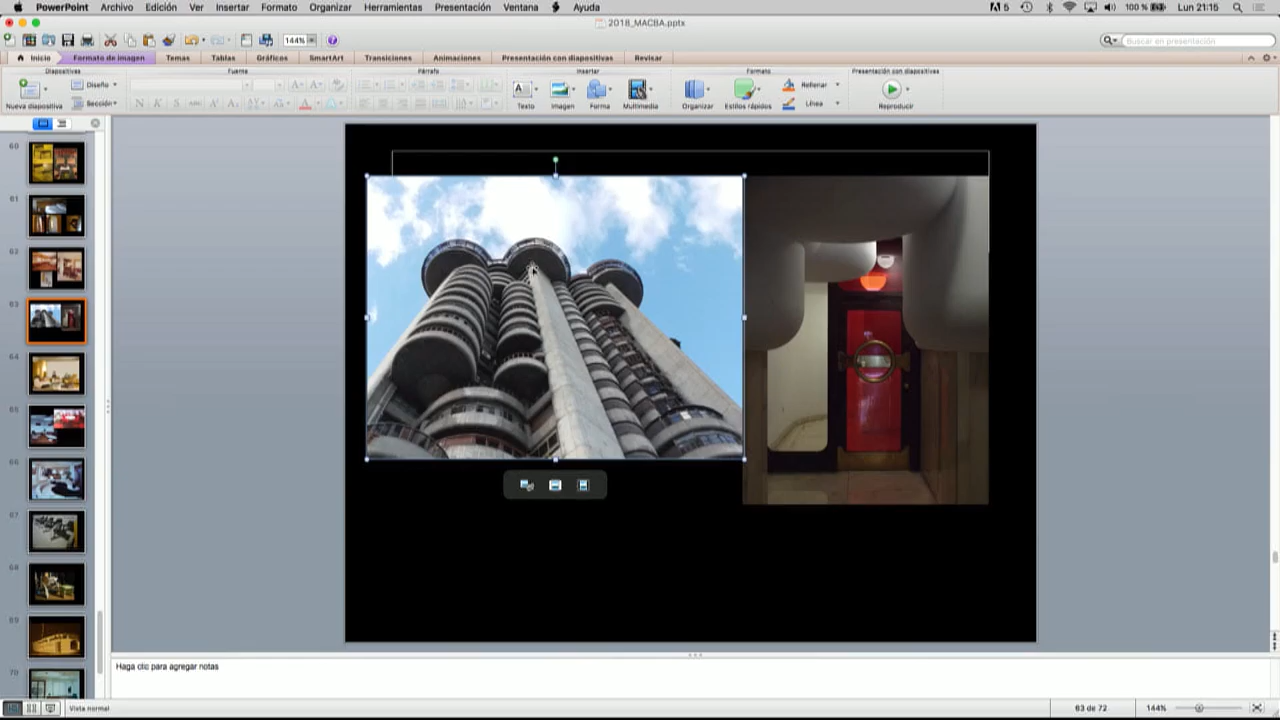 PowerPoint Archivo Edición Ver Insertar Formato Organizar Herramientas Presentación Ventana Ayuda 5 100 % Lun 21:15
2018_MACBA.pptx
144% Buscar en presentación
Inicio Formato de imagen Temas Tablas Gráficos SmartArt Transiciones Animaciones Presentación con diapositivas Revisar
Diapositivas Fuente Párrafo Insertar Formato Presentación con diapositivas
Diseño Rellenar
Sección Línea
Nueva diapositiva Texto Imagen Forma Multimedia Organizar Estilos rápidos Reproducir
60
61
62
63
64
65
66
67
68
69
70
Haga clic para agregar notas
Vista normal 63 de 72 144%